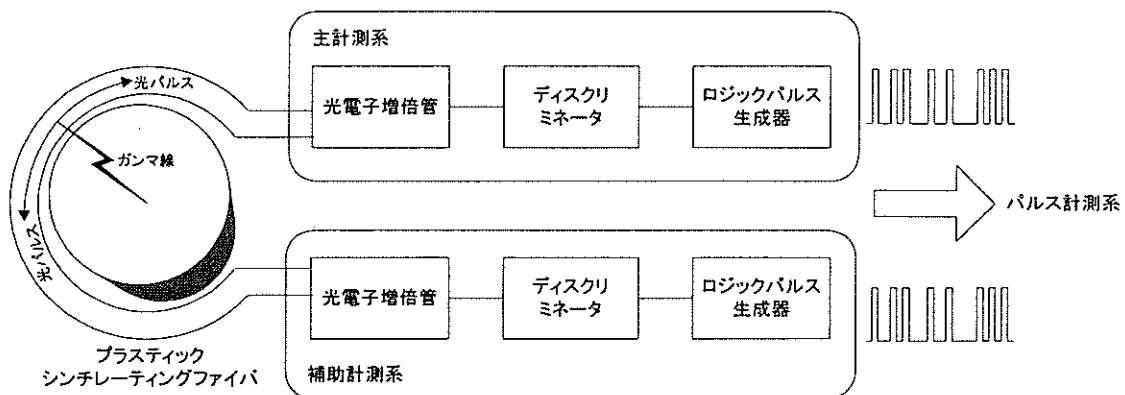 主計測系
光パルス
光電子増倍管
ディスクリ
ミネータ
ロジックパルス
生成器
ガンマ線
パルス計測系
光パルス
光電子増倍管
ディスクリ
ミネータ
ロジックパルス
生成器
プラスティック
シンチレーティングファイバ
補助計測系